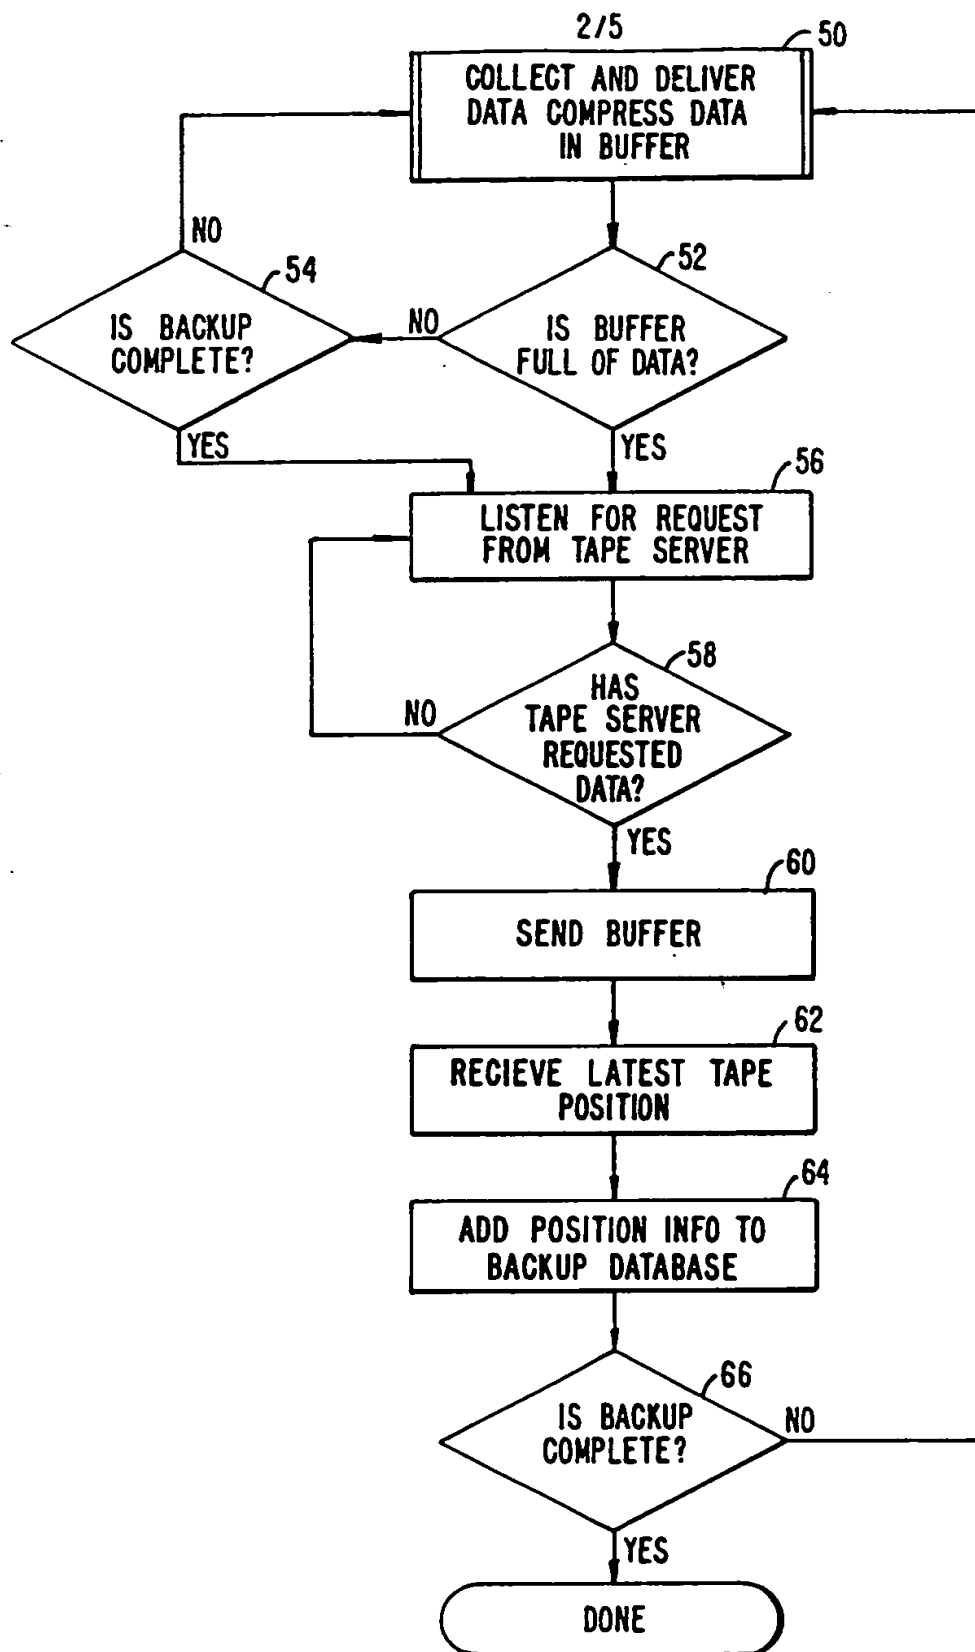 2/5
50
COLLECT AND DELIVER
DATA COMPRESS DATA
IN BUFFER
NO
54
52
IS BACKUP
COMPLETE?
NO
IS BUFFER
FULL OF DATA?
YES
YES
56
LISTEN FOR REQUEST
FROM TAPE SERVER
58
HAS
TAPE SERVER
REQUESTED
DATA?
NO
YES
60
SEND BUFFER
62
RECIEVE LATEST TAPE
POSITION
64
ADD POSITION INFO TO
BACKUP DATABASE
66
IS BACKUP
COMPLETE?
NO
YES
DONE